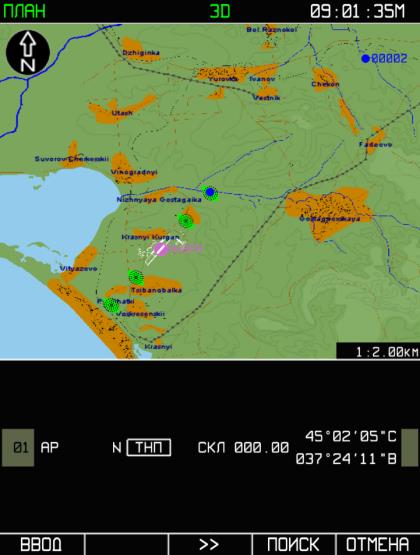 ПЛАН 3D 09:01:35М
Bel.Raznokol
Dzhiginka
N
00002
Yurovka Ivanov
Chekon
Vestnik
Utash
Fadeevo
Suvorov Cherkesskii
Vinogradnyi
Nizhnyaya Gostagaika
Gostagaevskaya
Krasnyi Kurgan
Vityazevo
Tsibanobalka
Voskresenskii
Krasnyi
1:2.00км
01 АР N ТНП СКЛ 000.00 45°02'05"С
037°24'11"В
ВВОД >> ПОИСК ОТМЕНА